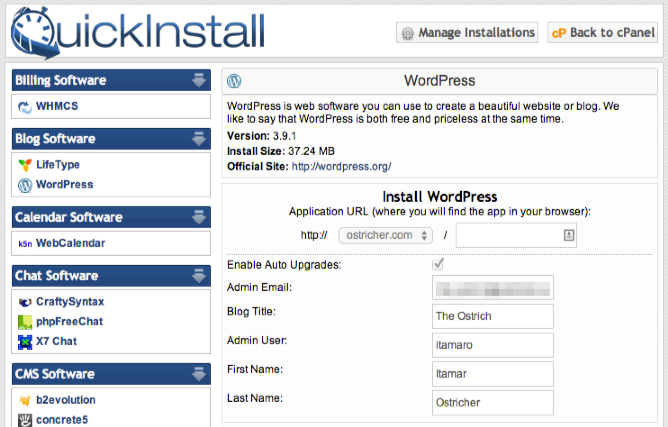 QuickInstall
Manage Installations
cP Back to cPanel
Billing Software
WHMCS
Blog Software
LifeType
WordPress
Calendar Software
k5n WebCalendar
Chat Software
CraftySyntax
phpFreeChat
X7 Chat
CMS Software
b2evolution
concrete5
WordPress
WordPress is web software you can use to create a beautiful website or blog. We
like to say that WordPress is both free and priceless at the same time.
Version: 3.9.1
Install Size: 37.24 MB
Official Site: http://wordpress.org/
Install WordPress
Application URL (where you will find the app in your browser):
http:// ostricher.com /
Enable Auto Upgrades:
Admin Email:
Blog Title: The Ostrich
Admin User: itamaro
First Name: Itamar
Last Name: Ostricher